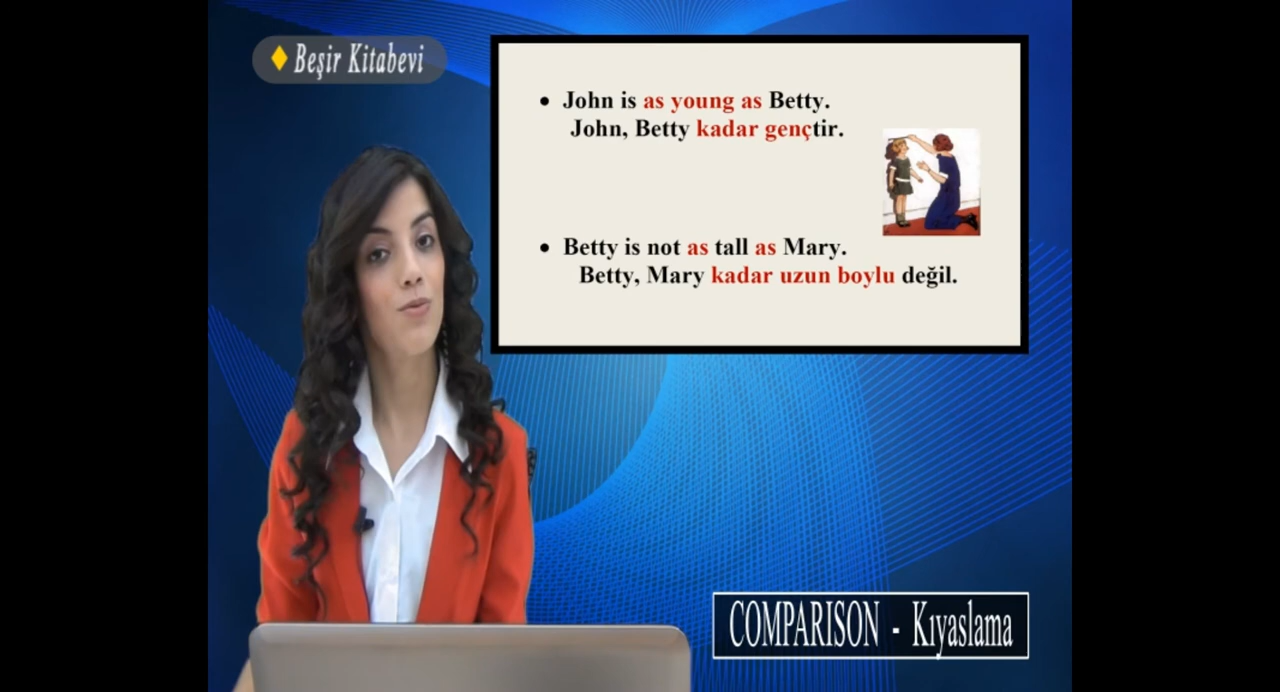 Beşir Kitabevi
John is as young as Betty.
John, Betty kadar gençtir.
Betty is not as tall as Mary.
Betty, Mary kadar uzun boylu değil.
COMPARISON - Kıyaslama